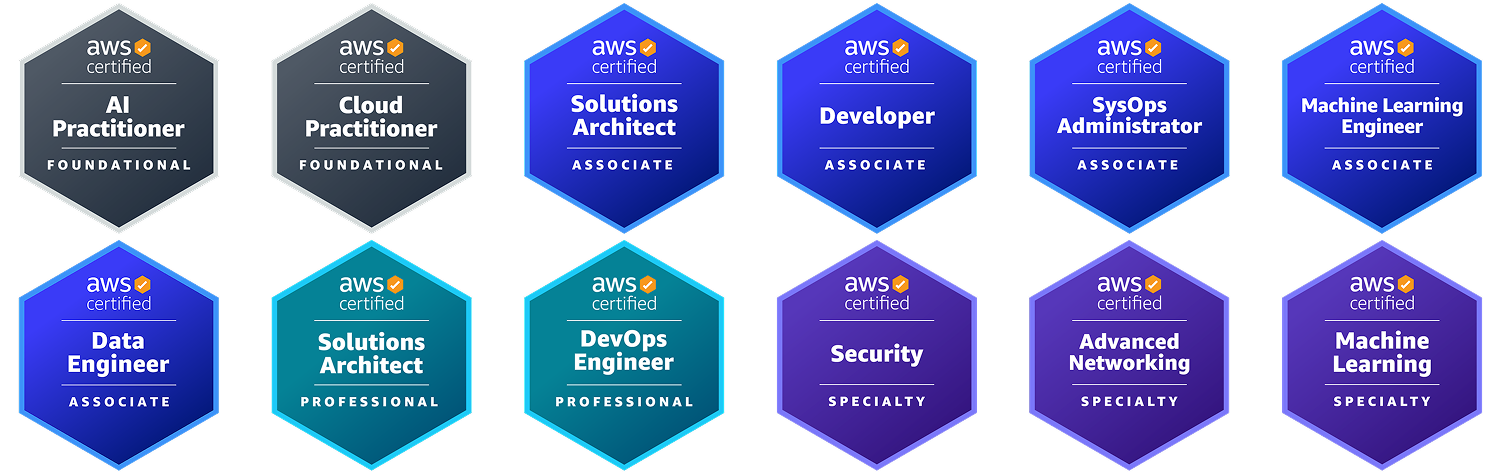 aws
certified
AI
Practitioner
FOUNDATIONAL
aws
certified
Cloud
Practitioner
FOUNDATIONAL
aws
certified
Solutions
Architect
ASSOCIATE
aws
certified
Developer
ASSOCIATE
aws
certified
SysOps
Administrator
ASSOCIATE
aws
certified
Machine Learning
Engineer
ASSOCIATE
aws
certified
Data
Engineer
ASSOCIATE
aws
certified
Solutions
Architect
PROFESSIONAL
aws
certified
DevOps
Engineer
PROFESSIONAL
aws
certified
Security
SPECIALTY
aws
certified
Advanced
Networking
SPECIALTY
aws
certified
Machine
Learning
SPECIALTY